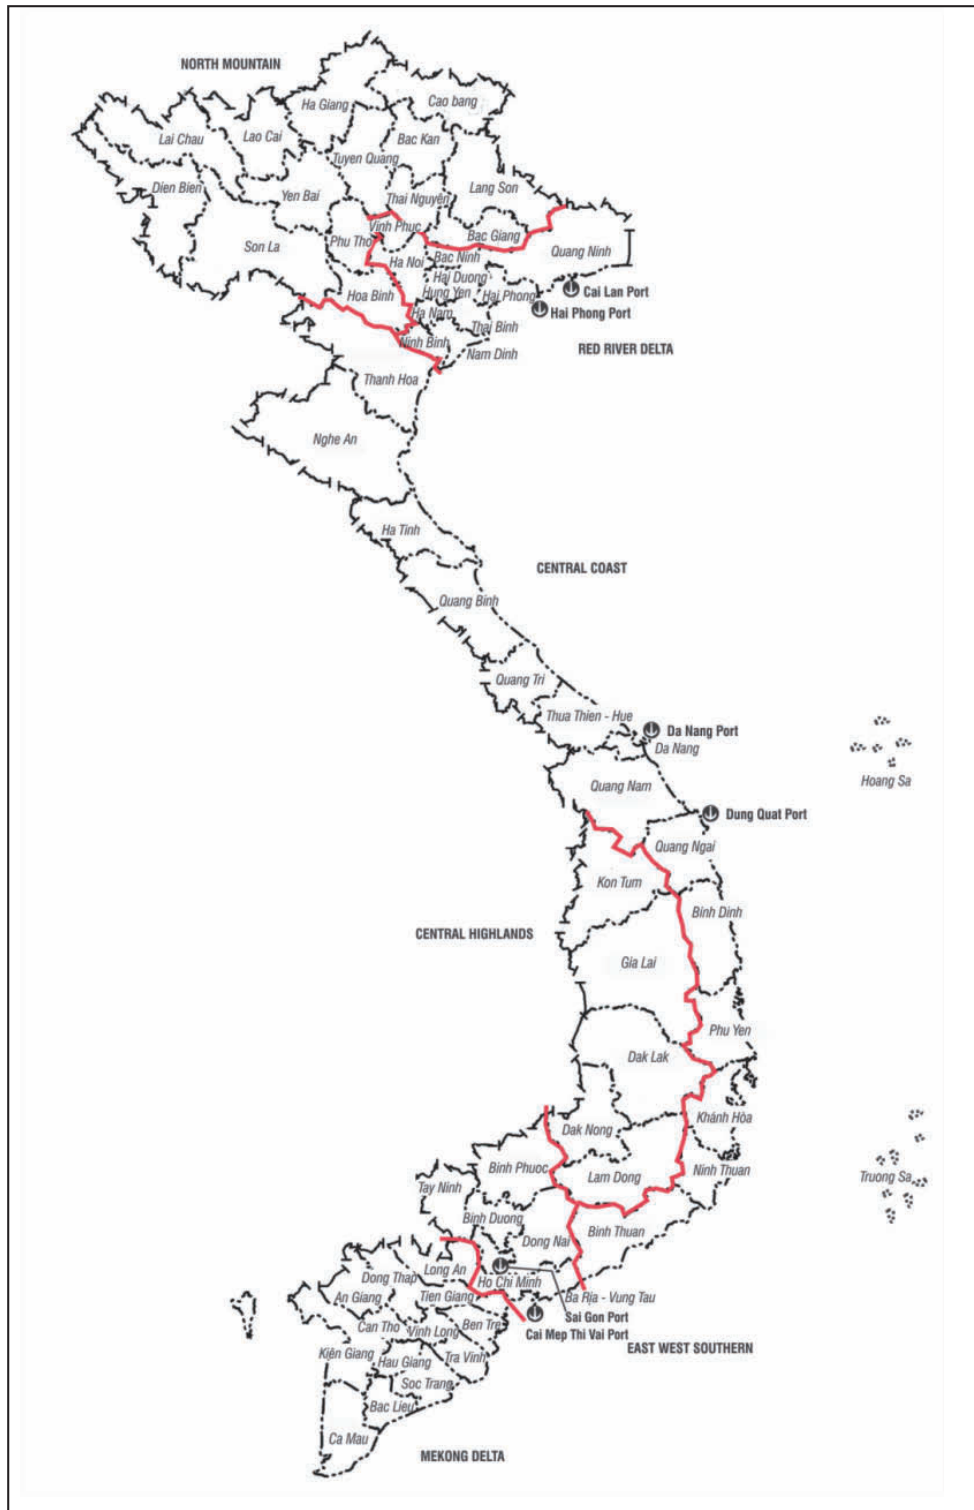 NORTH MOUNTAIN
Ha Giang
Cao bang
Lai Chau
Lao Cai
Bac Kan
Tuyen Quang
Dien Bien
Yen Bai
Thai Nguyên
Lang Son
Vinh Phuc
Bac Giang
Phu Tho
Son La
Ha Noi
Bac Ninh
Quang Ninh
Hai Duong
Hoa Binh
Hung Yen
Hai Phong
Cai Lan Port
Hai Phong Port
Ha Nam
Thai Binh
Ninh Binh
Nam Dinh
RED RIVER DELTA
Thanh Hoa
Nghe An
Ha Tinh
CENTRAL COAST
Quang Binh
Quang Tri
Thua Thien - Hue
Da Nang Port
Da Nang
Hoang Sa
Quang Nam
Dung Quat Port
Quang Ngai
Kon Tum
Binh Dinh
CENTRAL HIGHLANDS
Gia Lai
Phu Yen
Dak Lak
Khánh Hòa
Dak Nong
Binh Phuoc
Lam Dong
Ninh Thuan
Truong Sa
Tay Ninh
Binh Duong
Dong Nai
Binh Thuan
Long An
Dong Thap
Ho Chi Minh
An Giang
Tien Giang
Ba Rịa - Vung Tau
Sai Gon Port
Can Tho
Vinh Long
Ben Tre
Cai Mep Thi Vai Port
EAST WEST SOUTHERN
Kiên Giang
Hau Giang
Tra Vinh
Soc Trang
Bac Lieu
Ca Mau
MEKONG DELTA